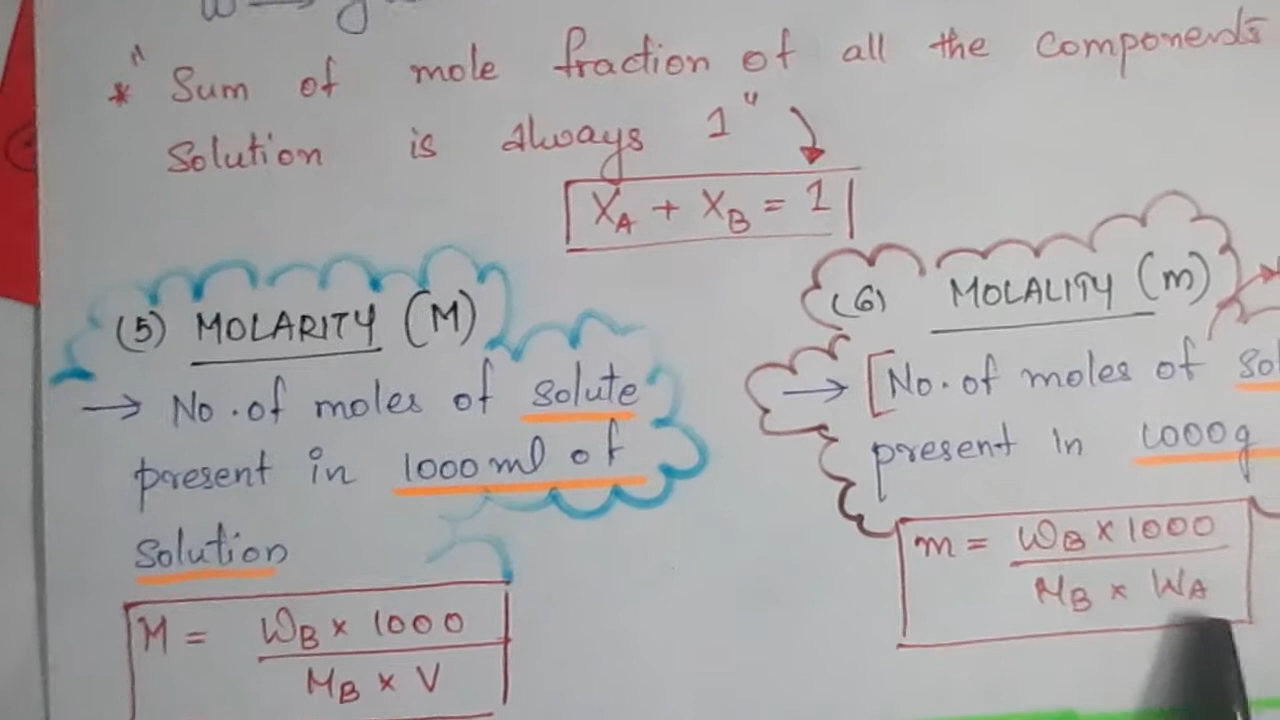 * " Sum of mole fraction of all the components
Solution is always 1 "
X_A + X_B = 1
(5) MOLARITY (M)
→ No. of moles of solute
present in 1000 ml of
solution
M = W_B × 1000 / M_B × V
(6) MOLALITY (m)
→ [No. of moles of sol
present in 1000g
m = W_B × 1000 / M_B × W_A